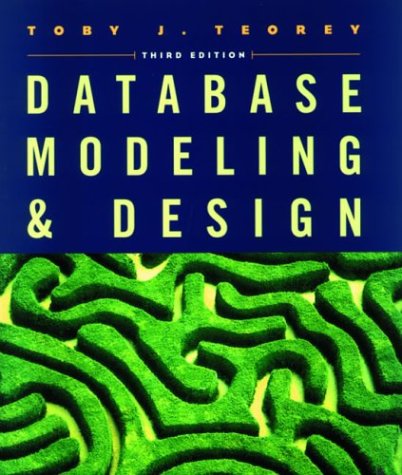 TOBY J. TEOREY
THIRD EDITION
DATABASE
MODELING
& DESIGN